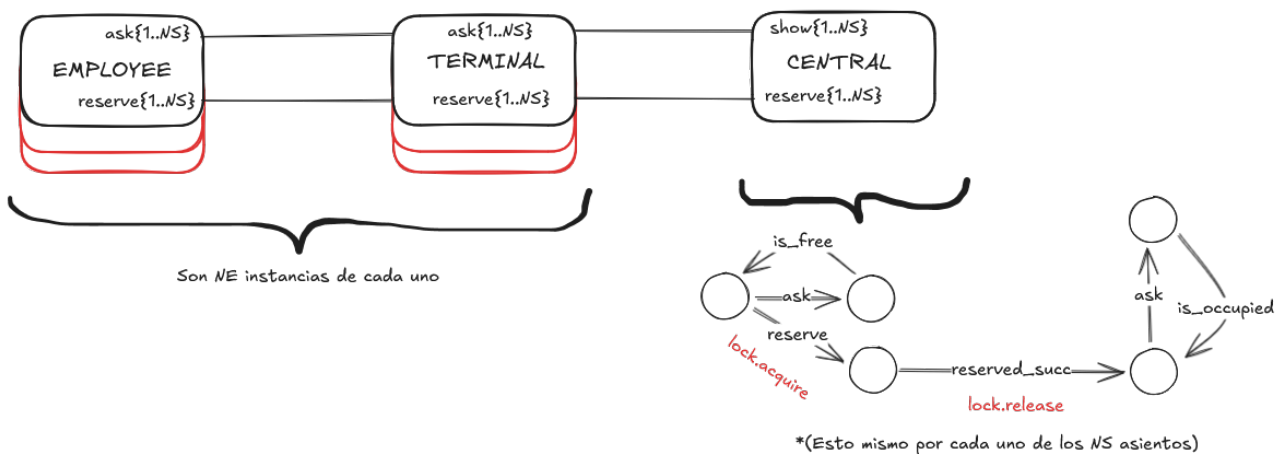 ask{1..NS}
EMPLOYEE
reserve{1..NS}
ask{1..NS}
TERMINAL
reserve{1..NS}
show{1..NS}
CENTRAL
reserve{1..NS}
Son NE instancias de cada uno
is_free
ask
reserve
lock.acquire
reserved_succ
lock.release
ask
is_occupied
*(Esto mismo por cada uno de los NS asientos)